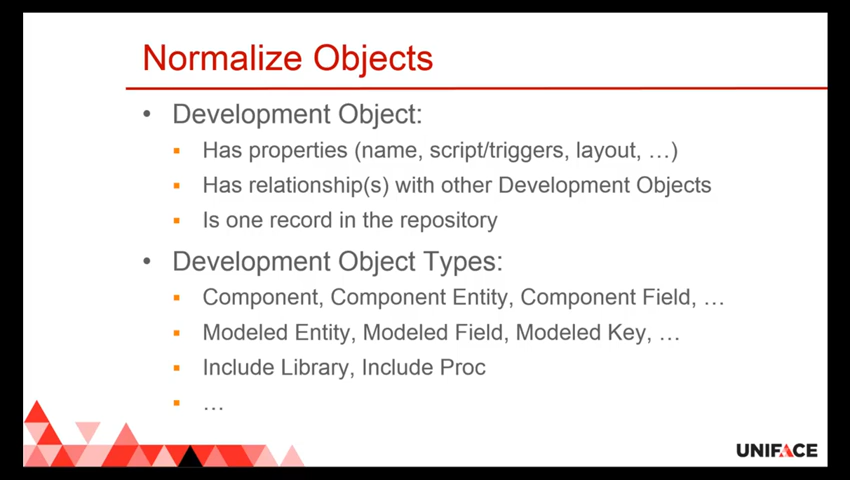 Normalize Objects
• Development Object:
▪ Has properties (name, script/triggers, layout, …)
▪ Has relationship(s) with other Development Objects
▪ Is one record in the repository
• Development Object Types:
▪ Component, Component Entity, Component Field, …
▪ Modeled Entity, Modeled Field, Modeled Key, …
▪ Include Library, Include Proc
▪ …
UNIFACE